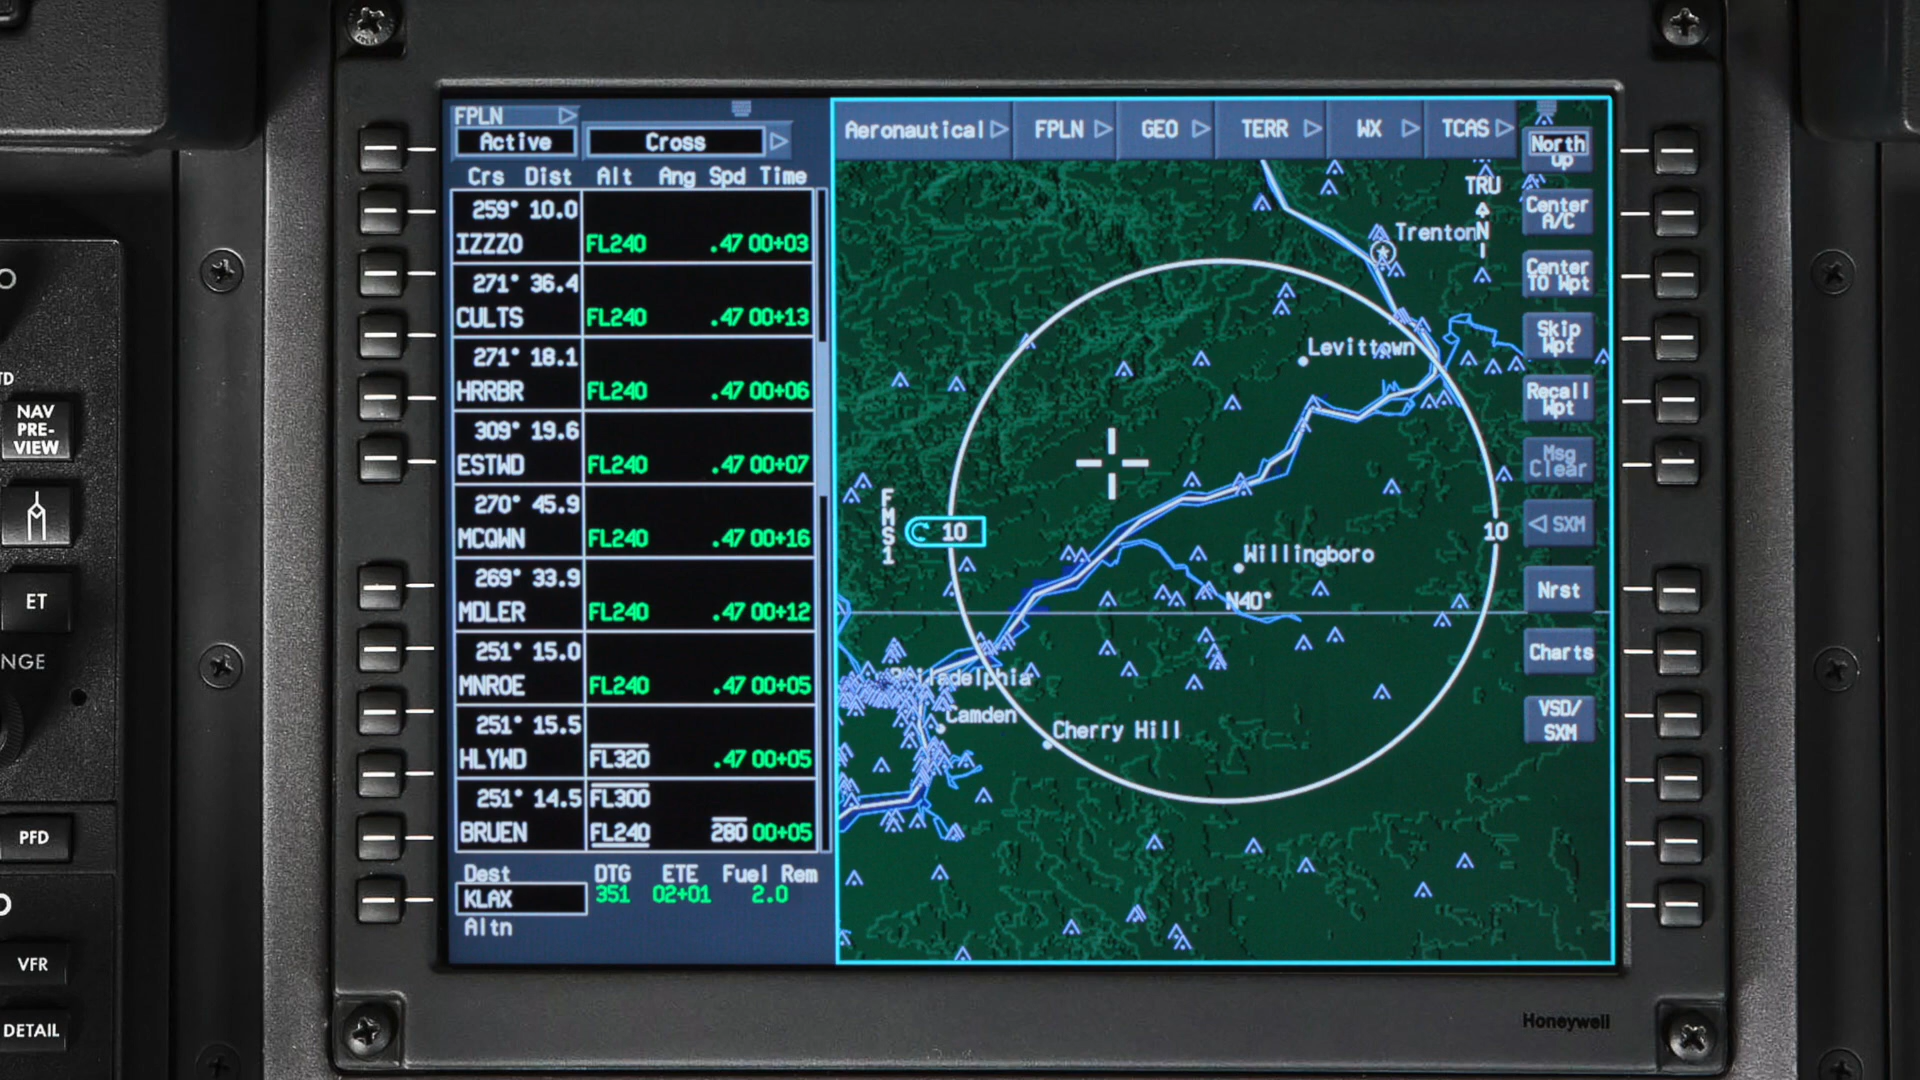 FPLN
Active
Cross
Crs Dist Alt Ang Spd Time
259° 10.0
IZZZO FL240 .47 00+03
271° 36.4
CULTS FL240 .47 00+13
271° 18.1
HRRBR FL240 .47 00+06
309° 19.6
ESTWD FL240 .47 00+07
270° 45.9
MCQWN FL240 .47 00+16
269° 33.9
MDLER FL240 .47 00+12
251° 15.0
MNROE FL240 .47 00+05
251° 15.5
HLYWD FL320 .47 00+05
251° 14.5 FL300
BRUEN FL240 280 00+05
Dest DTG ETE Fuel Rem
KLAX 351 02+01 2.0
Altn
Aeronautical FPLN GEO TERR WX TCAS
TRU
N
Trenton
Levittown
FMS1
10
10
Willingboro
N40°
Philadelphia
Camden
Cherry Hill
North
Up
Center
A/C
Center
TO Wpt
Skip
Wpt
Recall
Wpt
Msg
Clear
SXM
Nrst
Charts
VSD/
SXM
Honeywell
NAV
PRE-
VIEW
ET
NGE
PFD
VFR
DETAIL